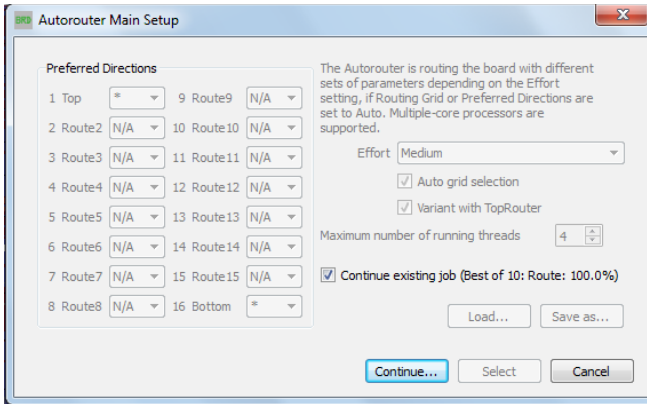 BRD Autorouter Main Setup
Preferred Directions
1 Top * 9 Route9 N/A
2 Route2 N/A 10 Route10 N/A
3 Route3 N/A 11 Route11 N/A
4 Route4 N/A 12 Route12 N/A
5 Route5 N/A 13 Route13 N/A
6 Route6 N/A 14 Route14 N/A
7 Route7 N/A 15 Route15 N/A
8 Route8 N/A 16 Bottom *
The Autorouter is routing the board with different
sets of parameters depending on the Effort
setting, if Routing Grid or Preferred Directions are
set to Auto. Multiple-core processors are
supported.
Effort Medium
Auto grid selection
Variant with TopRouter
Maximum number of running threads 4
Continue existing job (Best of 10: Route: 100.0%)
Load... Save as...
Continue... Select Cancel